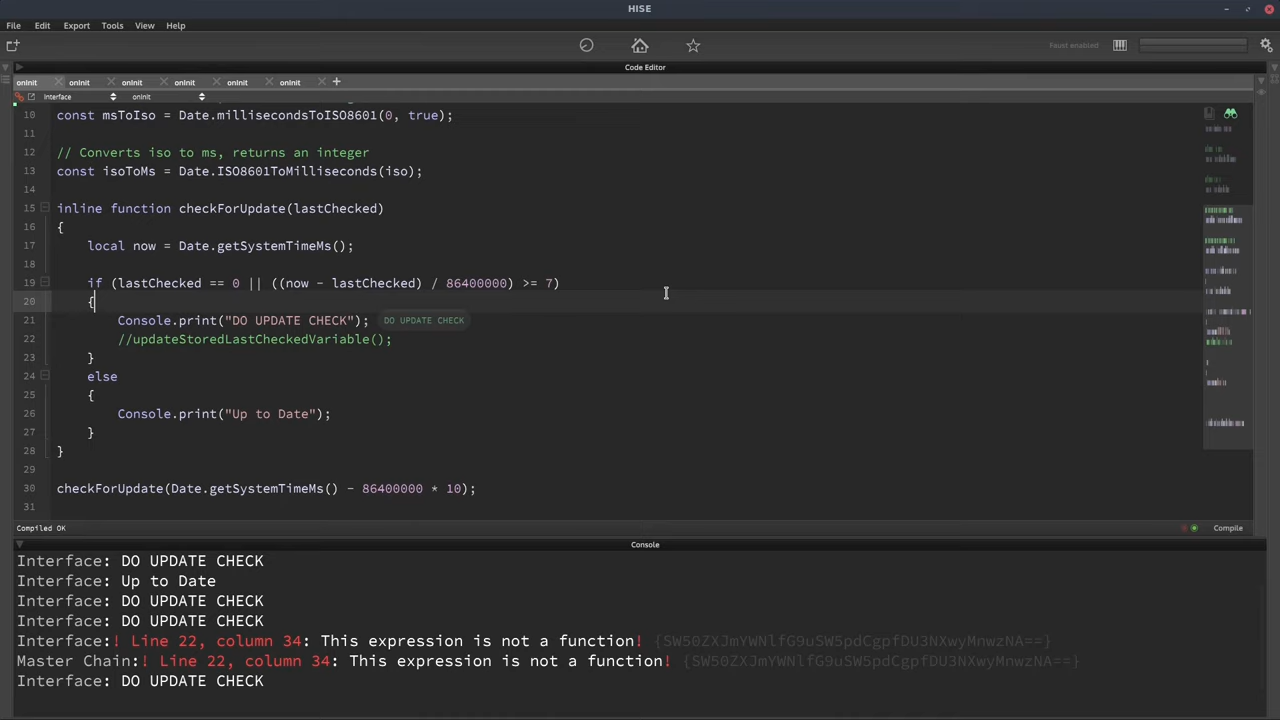 HISE
File Edit Export Tools View Help
Faust enabled
Code Editor
onInit onInit onInit onInit onInit onInit
Interface onInit
10 const msToIso = Date.millisecondsToISO8601(0, true);
11
12 // Converts iso to ms, returns an integer
13 const isoToMs = Date.ISO8601ToMilliseconds(iso);
14
15 inline function checkForUpdate(lastChecked)
16 {
17 local now = Date.getSystemTimeMs();
18
19 if (lastChecked == 0 || ((now - lastChecked) / 86400000) >= 7)
20 {
21 Console.print("DO UPDATE CHECK"); DO UPDATE CHECK
22 //updateStoredLastCheckedVariable();
23 }
24 else
25 {
26 Console.print("Up to Date");
27 }
28 }
29
30 checkForUpdate(Date.getSystemTimeMs() - 86400000 * 10);
31
Compiled OK Compile
Console
Interface: DO UPDATE CHECK
Interface: Up to Date
Interface: DO UPDATE CHECK
Interface: DO UPDATE CHECK
Interface:! Line 22, column 34: This expression is not a function!
Master Chain:! Line 22, column 34: This expression is not a function!
Interface: DO UPDATE CHECK